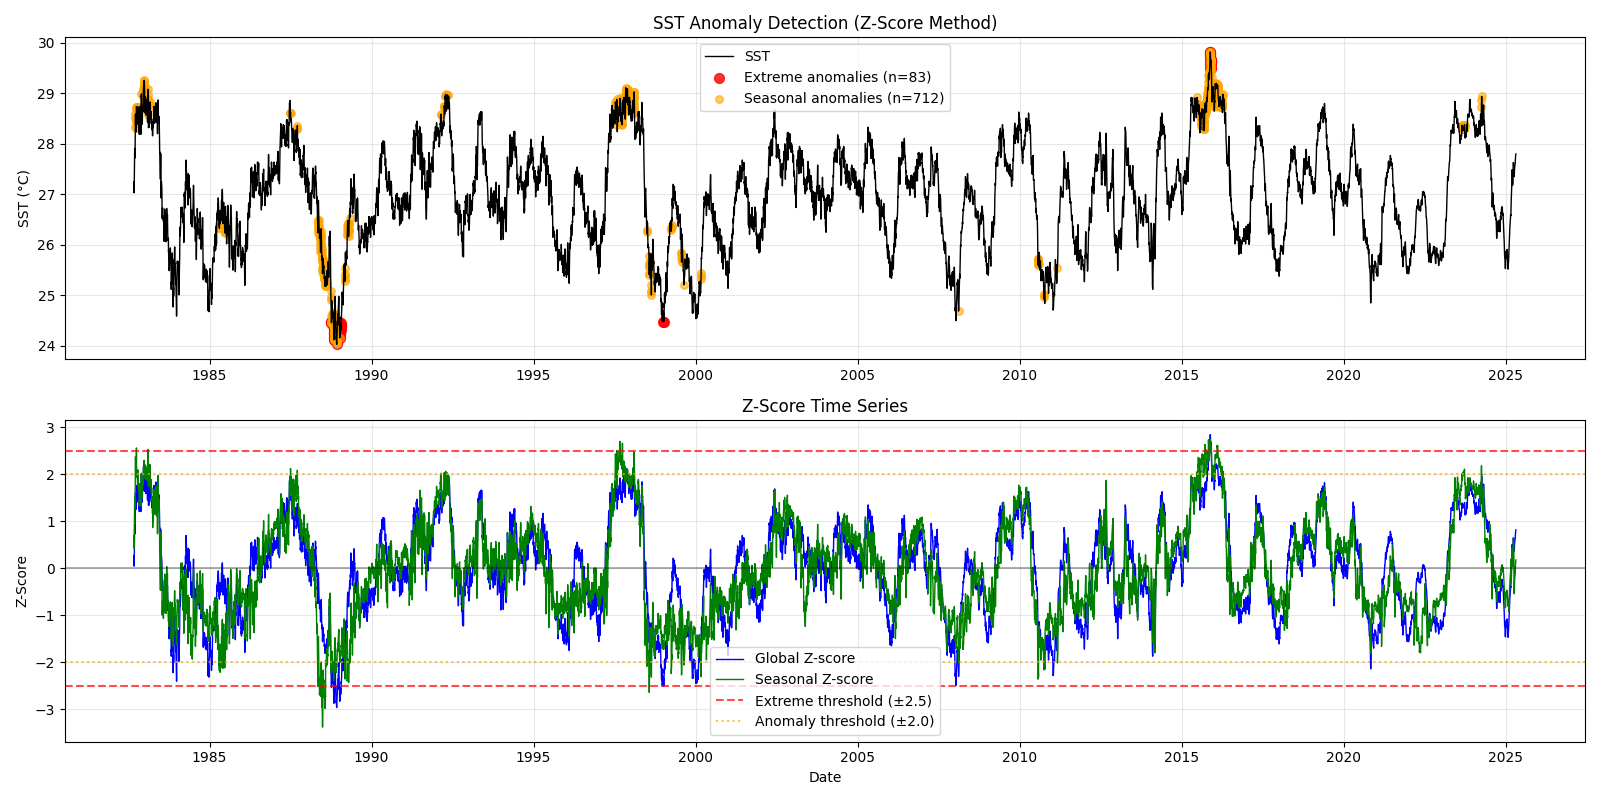 SST Anomaly Detection (Z-Score Method)
30
29
28
27
26
25
24
SST (°C)
SST
Extreme anomalies (n=83)
Seasonal anomalies (n=712)
1985
1990
1995
2000
2005
2010
2015
2020
2025
Z-Score Time Series
3
2
1
0
−1
−2
−3
Z-Score
Global Z-score
Seasonal Z-score
Extreme threshold (±2.5)
Anomaly threshold (±2.0)
1985
1990
1995
2000
2005
2010
2015
2020
2025
Date